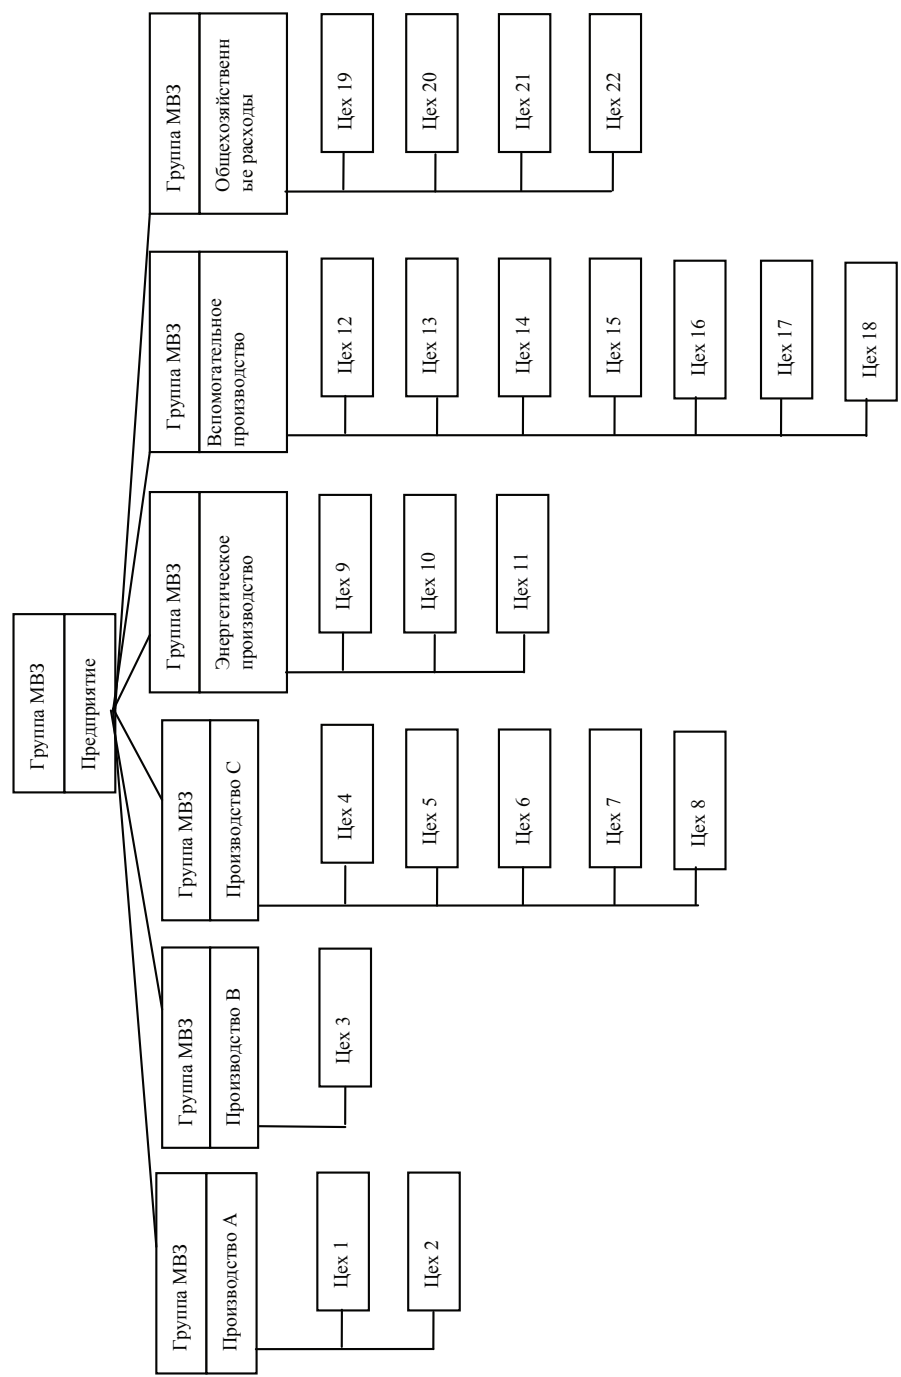 Группа МВЗ
Предприятие
Группа МВЗ
Производство А
Цех 1
Цех 2
Группа МВЗ
Производство В
Цех 3
Группа МВЗ
Производство С
Цех 4
Цех 5
Цех 6
Цех 7
Цех 8
Группа МВЗ
Энергетическое
производство
Цех 9
Цех 10
Цех 11
Группа МВЗ
Вспомогательное
производство
Цех 12
Цех 13
Цех 14
Цех 15
Цех 16
Цех 17
Цех 18
Группа МВЗ
Общехозяйственн
ые расходы
Цех 19
Цех 20
Цех 21
Цех 22